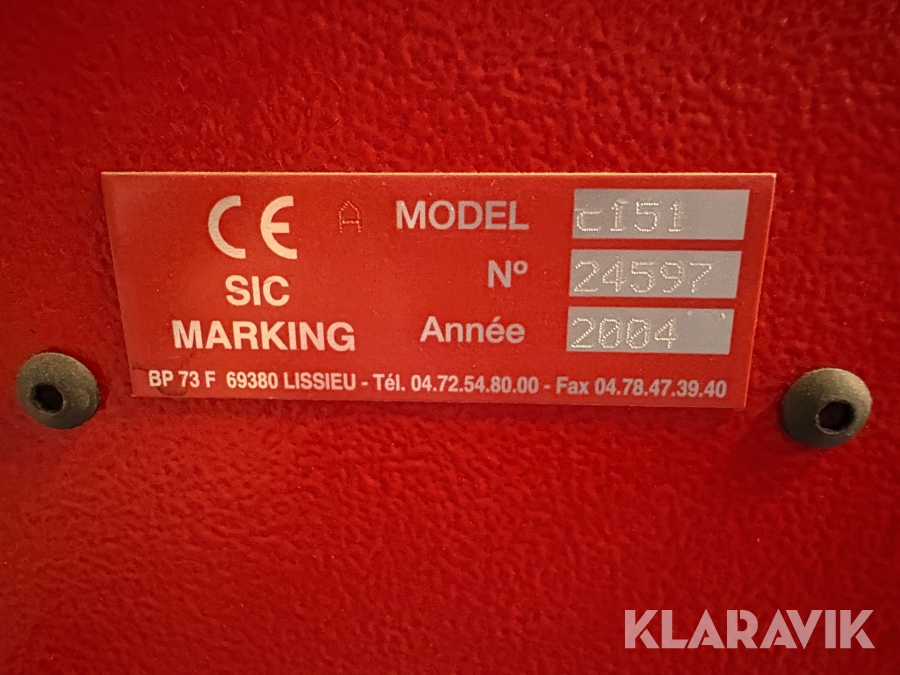 CE A MODEL c151
SIC Nº 24597
MARKING Année 2004
BP 73 F 69380 LISSIEU - Tél. 04.72.54.80.00 - Fax 04.78.47.39.40
KLARAVIK